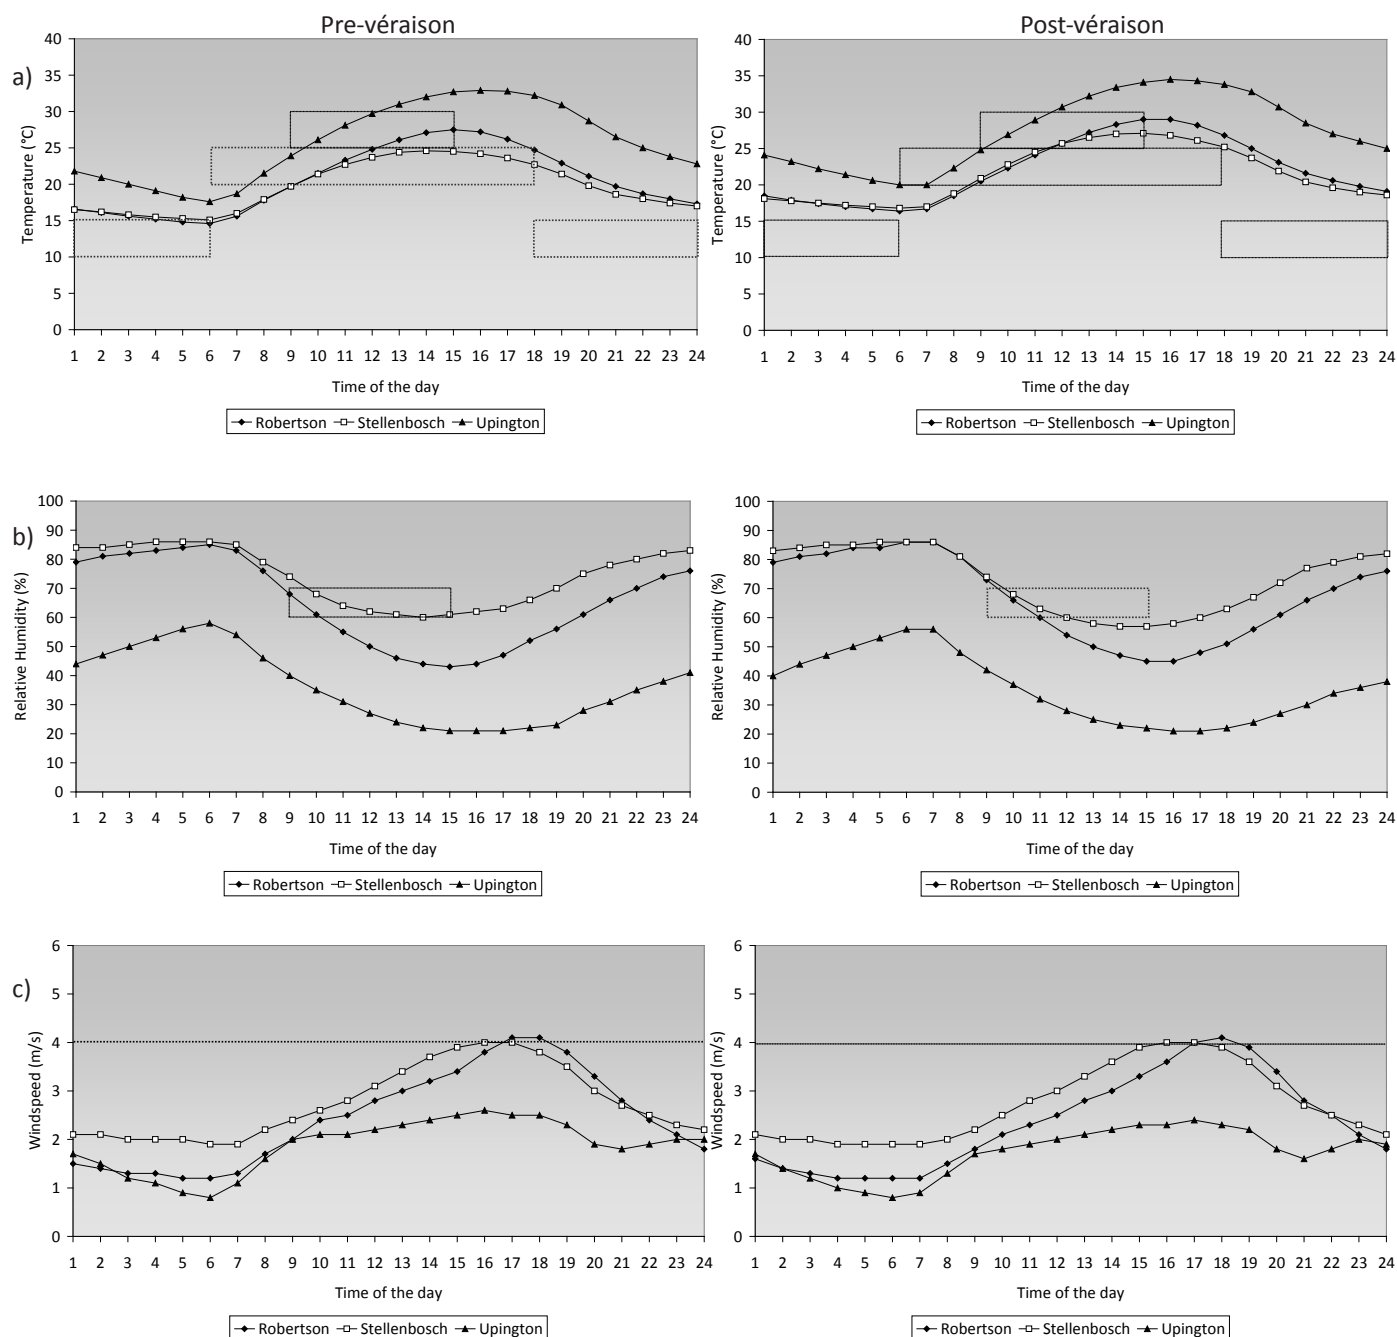 Pre-véraison
Post-véraison
a)
Temperature (°C)
40
35
30
25
20
15
10
5
0
1 2 3 4 5 6 7 8 9 10 11 12 13 14 15 16 17 18 19 20 21 22 23 24
Time of the day
Robertson Stellenbosch Upington
Temperature (°C)
40
35
30
25
20
15
10
5
0
1 2 3 4 5 6 7 8 9 10 11 12 13 14 15 16 17 18 19 20 21 22 23 24
Time of the day
Robertson Stellenbosch Upington
b)
Relative Humidity (%)
100
90
80
70
60
50
40
30
20
10
0
1 2 3 4 5 6 7 8 9 10 11 12 13 14 15 16 17 18 19 20 21 22 23 24
Time of the day
Robertson Stellenbosch Upington
Relative Humidity (%)
100
90
80
70
60
50
40
30
20
10
0
1 2 3 4 5 6 7 8 9 10 11 12 13 14 15 16 17 18 19 20 21 22 23 24
Time of the day
Robertson Stellenbosch Upington
c)
Windspeed (m/s)
6
5
4
3
2
1
0
1 2 3 4 5 6 7 8 9 10 11 12 13 14 15 16 17 18 19 20 21 22 23 24
Time of the day
Robertson Stellenbosch Upington
Windspeed (m/s)
6
5
4
3
2
1
0
1 2 3 4 5 6 7 8 9 10 11 12 13 14 15 16 17 18 19 20 21 22 23 24
Time of the day
Robertson Stellenbosch Upington